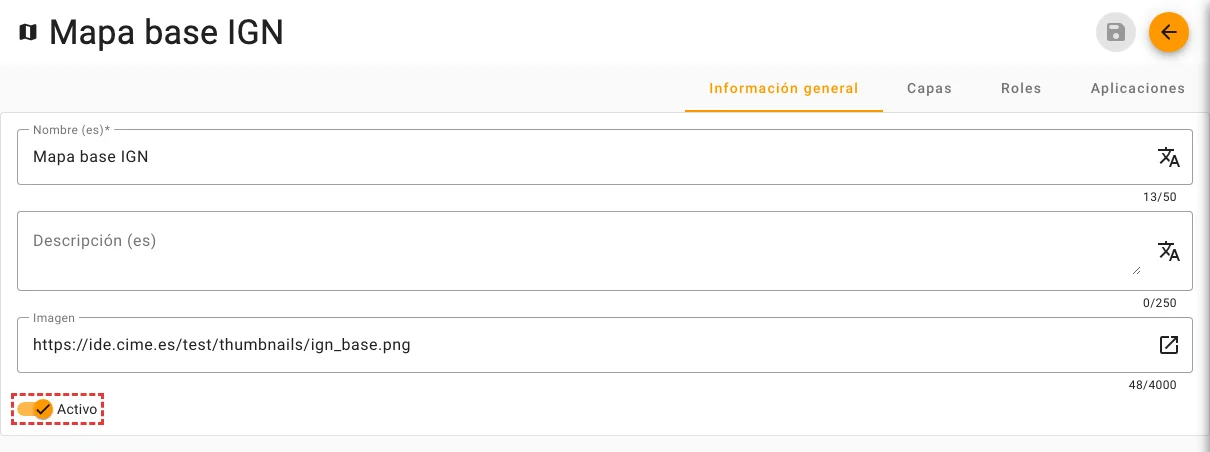 Mapa base IGN
Información general Capas Roles Aplicaciones
Nombre (es)*
Mapa base IGN
13/50
Descripción (es)
0/250
Imagen
https://ide.cime.es/test/thumbnails/ign_base.png
48/4000
Activo